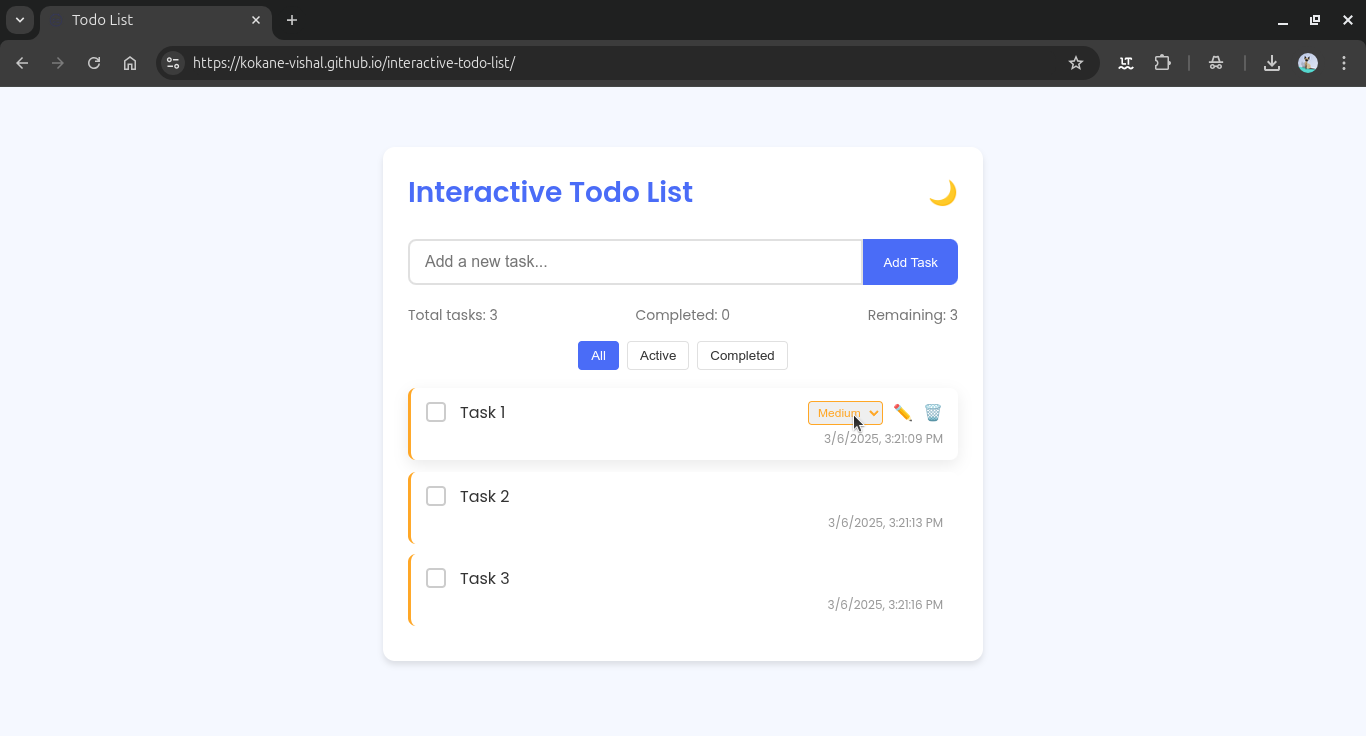 Todo List
https://kokane-vishal.github.io/interactive-todo-list/
Interactive Todo List
Add a new task...
Add Task
Total tasks: 3
Completed: 0
Remaining: 3
All
Active
Completed
Task 1
Medium
3/6/2025, 3:21:09 PM
Task 2
3/6/2025, 3:21:13 PM
Task 3
3/6/2025, 3:21:16 PM